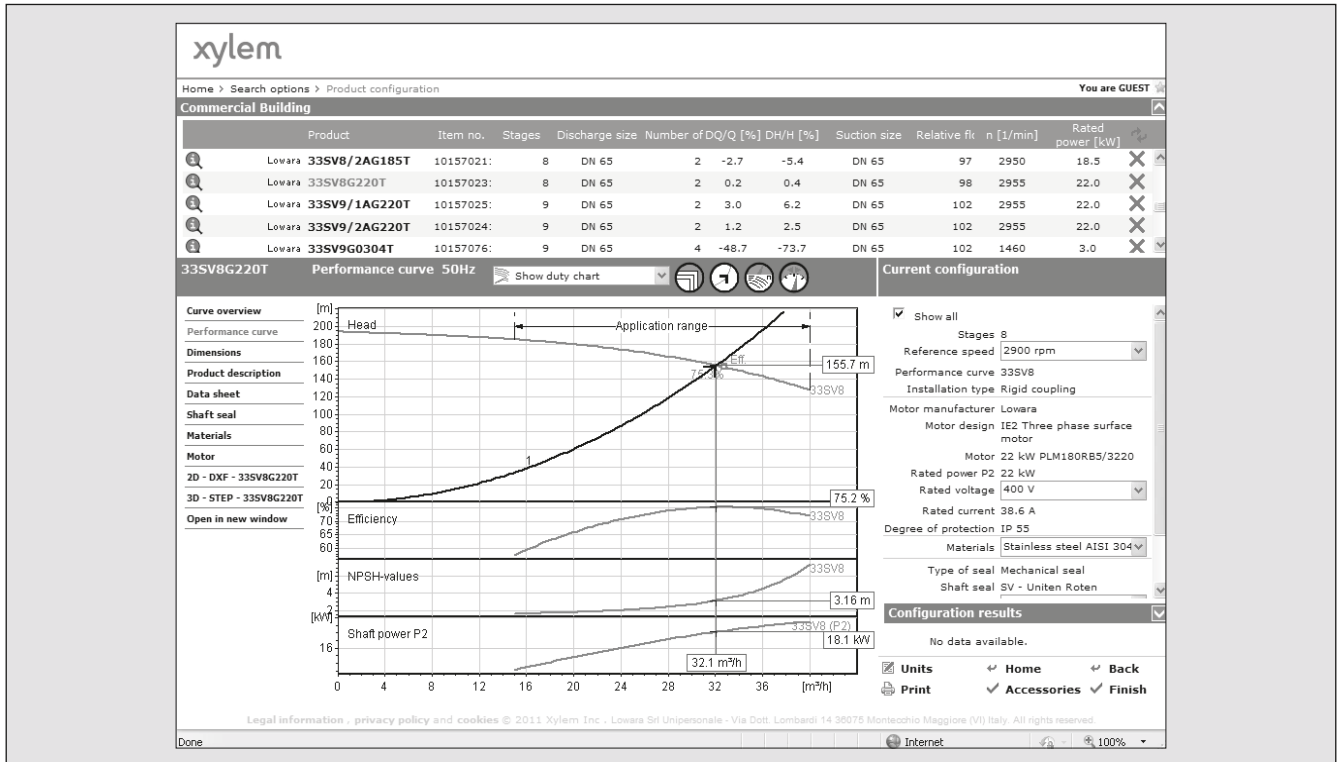 xylem
Home > Search options > Product configuration
You are GUEST
Commercial Building
Product Item no. Stages Discharge size Number of DQ/Q [%] DH/H [%] Suction size Relative flc n [1/min] Rated power [kW]
Lowara 33SV8/2AG185T 10157021: 8 DN 65 2 -2.7 -5.4 DN 65 97 2950 18.5
Lowara 33SV8G220T 10157023: 8 DN 65 2 0.2 0.4 DN 65 98 2955 22.0
Lowara 33SV9/1AG220T 10157025: 9 DN 65 2 3.0 6.2 DN 65 102 2955 22.0
Lowara 33SV9/2AG220T 10157024: 9 DN 65 2 1.2 2.5 DN 65 102 2955 22.0
Lowara 33SV9G0304T 10157076: 9 DN 65 4 -48.7 -73.7 DN 65 102 1460 3.0
33SV8G220T Performance curve 50Hz Show duty chart
Current configuration
Curve overview
Performance curve
Dimensions
Product description
Data sheet
Shaft seal
Materials
Motor
2D - DXF - 33SV8G220T
3D - STEP - 33SV8G220T
Open in new window
[m]
200
180
160
140
120
100
80
60
40
20
0
Head
Application range
Eff.
75.3%
155.7 m
33SV8
1
75.2 %
[%]
70
65
60
Efficiency
33SV8
[m]
4
2
NPSH-values
33SV8
3.16 m
[kW]
16
Shaft power P2
33SV8 (P2)
18.1 kW
32.1 m³/h
0 4 8 12 16 20 24 28 32 36 [m³/h]
Show all
Stages 8
Reference speed 2900 rpm
Performance curve 33SV8
Installation type Rigid coupling
Motor manufacturer Lowara
Motor design IE2 Three phase surface
motor
Motor 22 kW PLM180RB5/3220
Rated power P2 22 kW
Rated voltage 400 V
Rated current 38.6 A
Degree of protection IP 55
Materials Stainless steel AISI 304
Type of seal Mechanical seal
Shaft seal SV - Uniten Roten
Configuration results
No data available.
Units Home Back
Print Accessories Finish
Legal information , privacy policy and cookies © 2011 Xylem Inc . Lowara Srl Unipersonale - Via Dott. Lombardi 14 36075 Montecchio Maggiore (VI) Italy. All rights reserved.
Done
Internet
100%